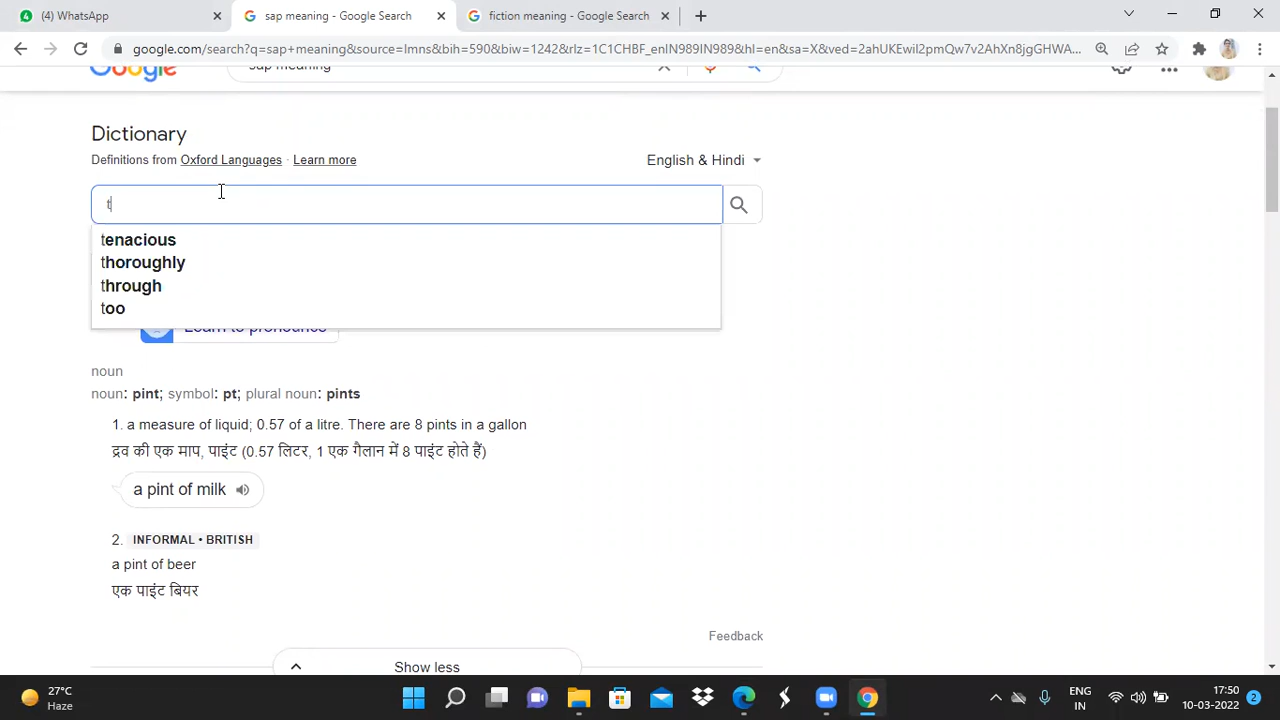 4 (4) WhatsApp
sap meaning - Google Search
fiction meaning - Google Search
google.com/search?q=sap+meaning&source=lmns&bih=590&biw=1242&rlz=1C1CHBF_enIN989IN989&hl=en&sa=X&ved=2ahUKEwil2pmQw7v2AhXn8jgGHWA...
Google
sap meaning
Dictionary
Definitions from Oxford Languages · Learn more
English & Hindi
t
tenacious
thoroughly
through
too
Learn to pronounce
noun
noun: pint; symbol: pt; plural noun: pints
1. a measure of liquid; 0.57 of a litre. There are 8 pints in a gallon
द्रव की एक माप, पाइंट (0.57 लिटर, 1 एक गैलान में 8 पाइंट होते हैं)
a pint of milk
2. INFORMAL • BRITISH
a pint of beer
एक पाइंट बियर
Feedback
Show less
27°C
Haze
ENG
IN
17:50
10-03-2022
2